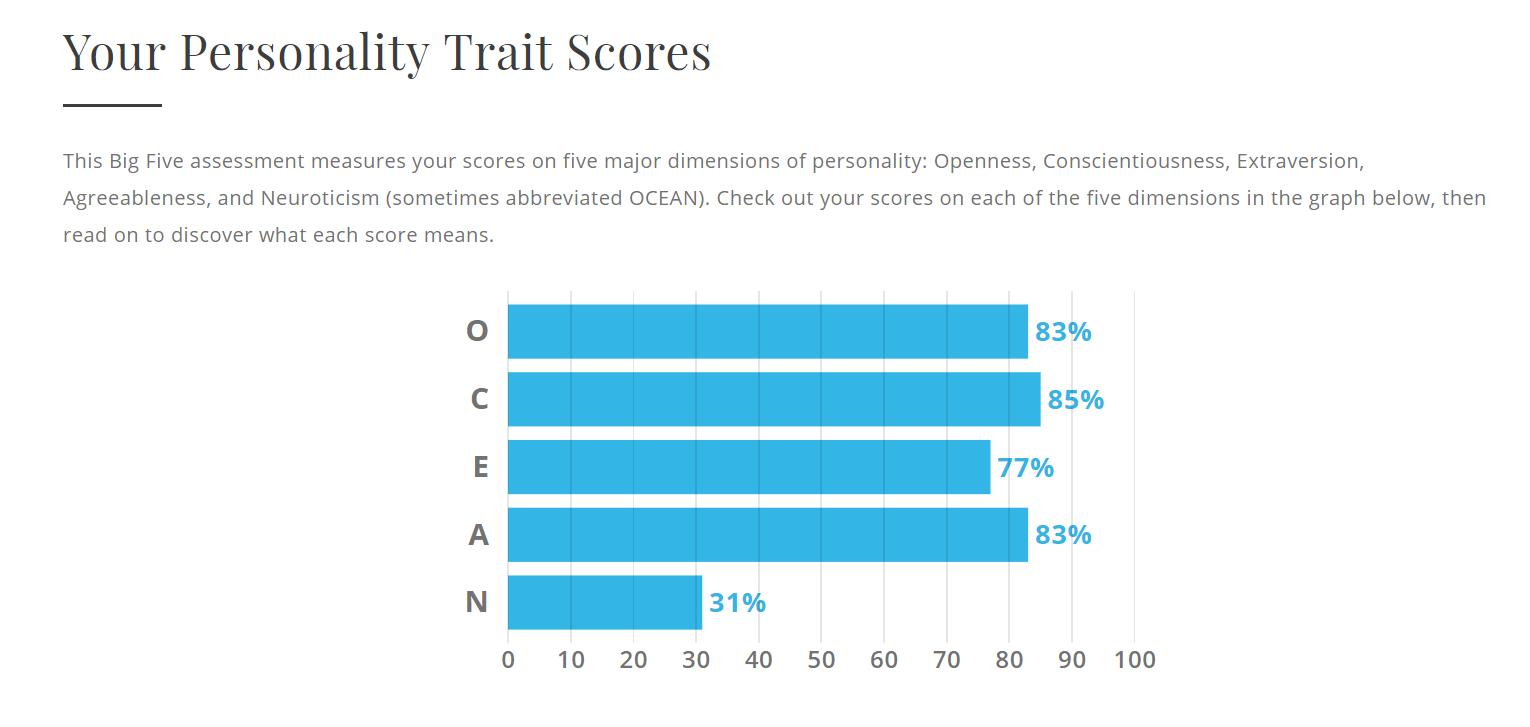 Your Personality Trait Scores
This Big Five assessment measures your scores on five major dimensions of personality: Openness, Conscientiousness, Extraversion,
Agreeableness, and Neuroticism (sometimes abbreviated OCEAN). Check out your scores on each of the five dimensions in the graph below, then
read on to discover what each score means.
O 83%
C 85%
E 77%
A 83%
N 31%
0 10 20 30 40 50 60 70 80 90 100